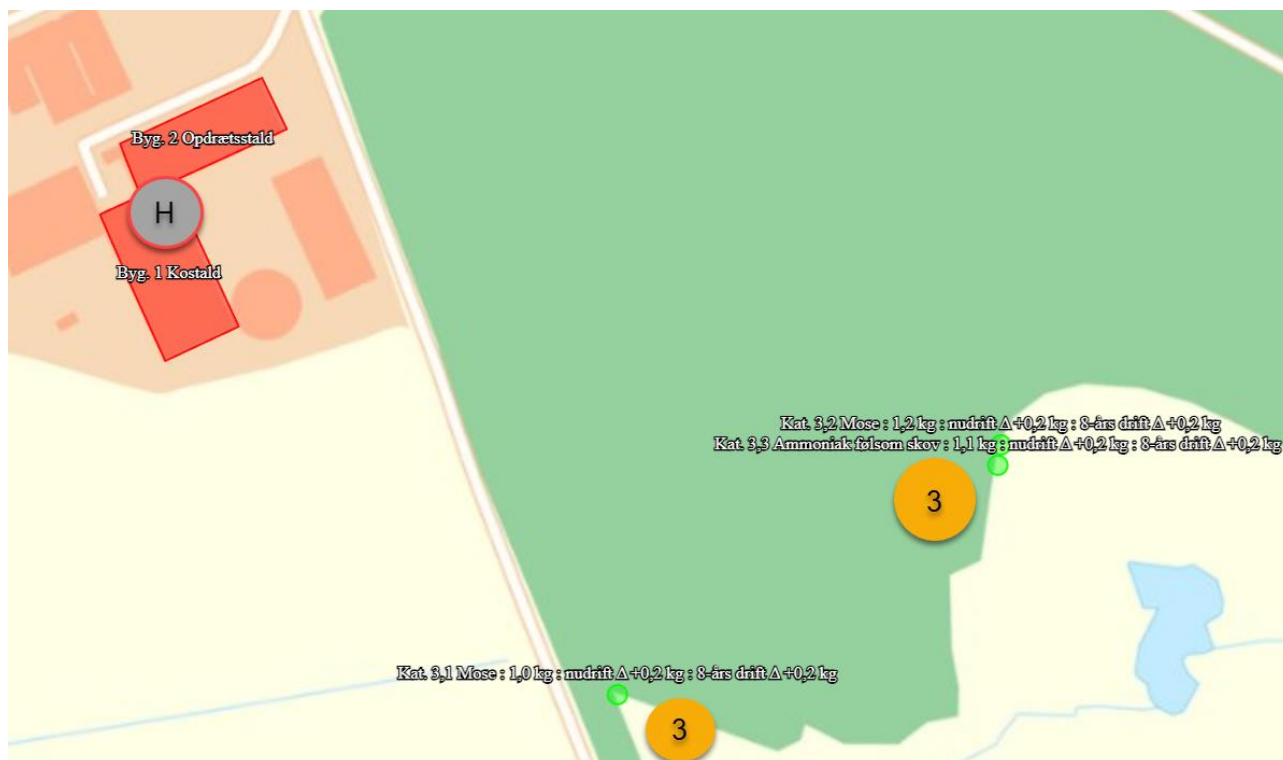 Byg. 2 Opdrætsstald
H
Byg. 1 Kostald
Kat. 3,2 Mose : 1,2 kg : nudrift Δ +0,2 kg : 8-års drift Δ +0,2 kg
Kat. 3,3 Ammoniak følsom skov : 1,1 kg : nudrift Δ +0,2 kg : 8-års drift Δ +0,2 kg
3
Kat. 3,1 Mose : 1,0 kg : nudrift Δ +0,2 kg : 8-års drift Δ +0,2 kg
3